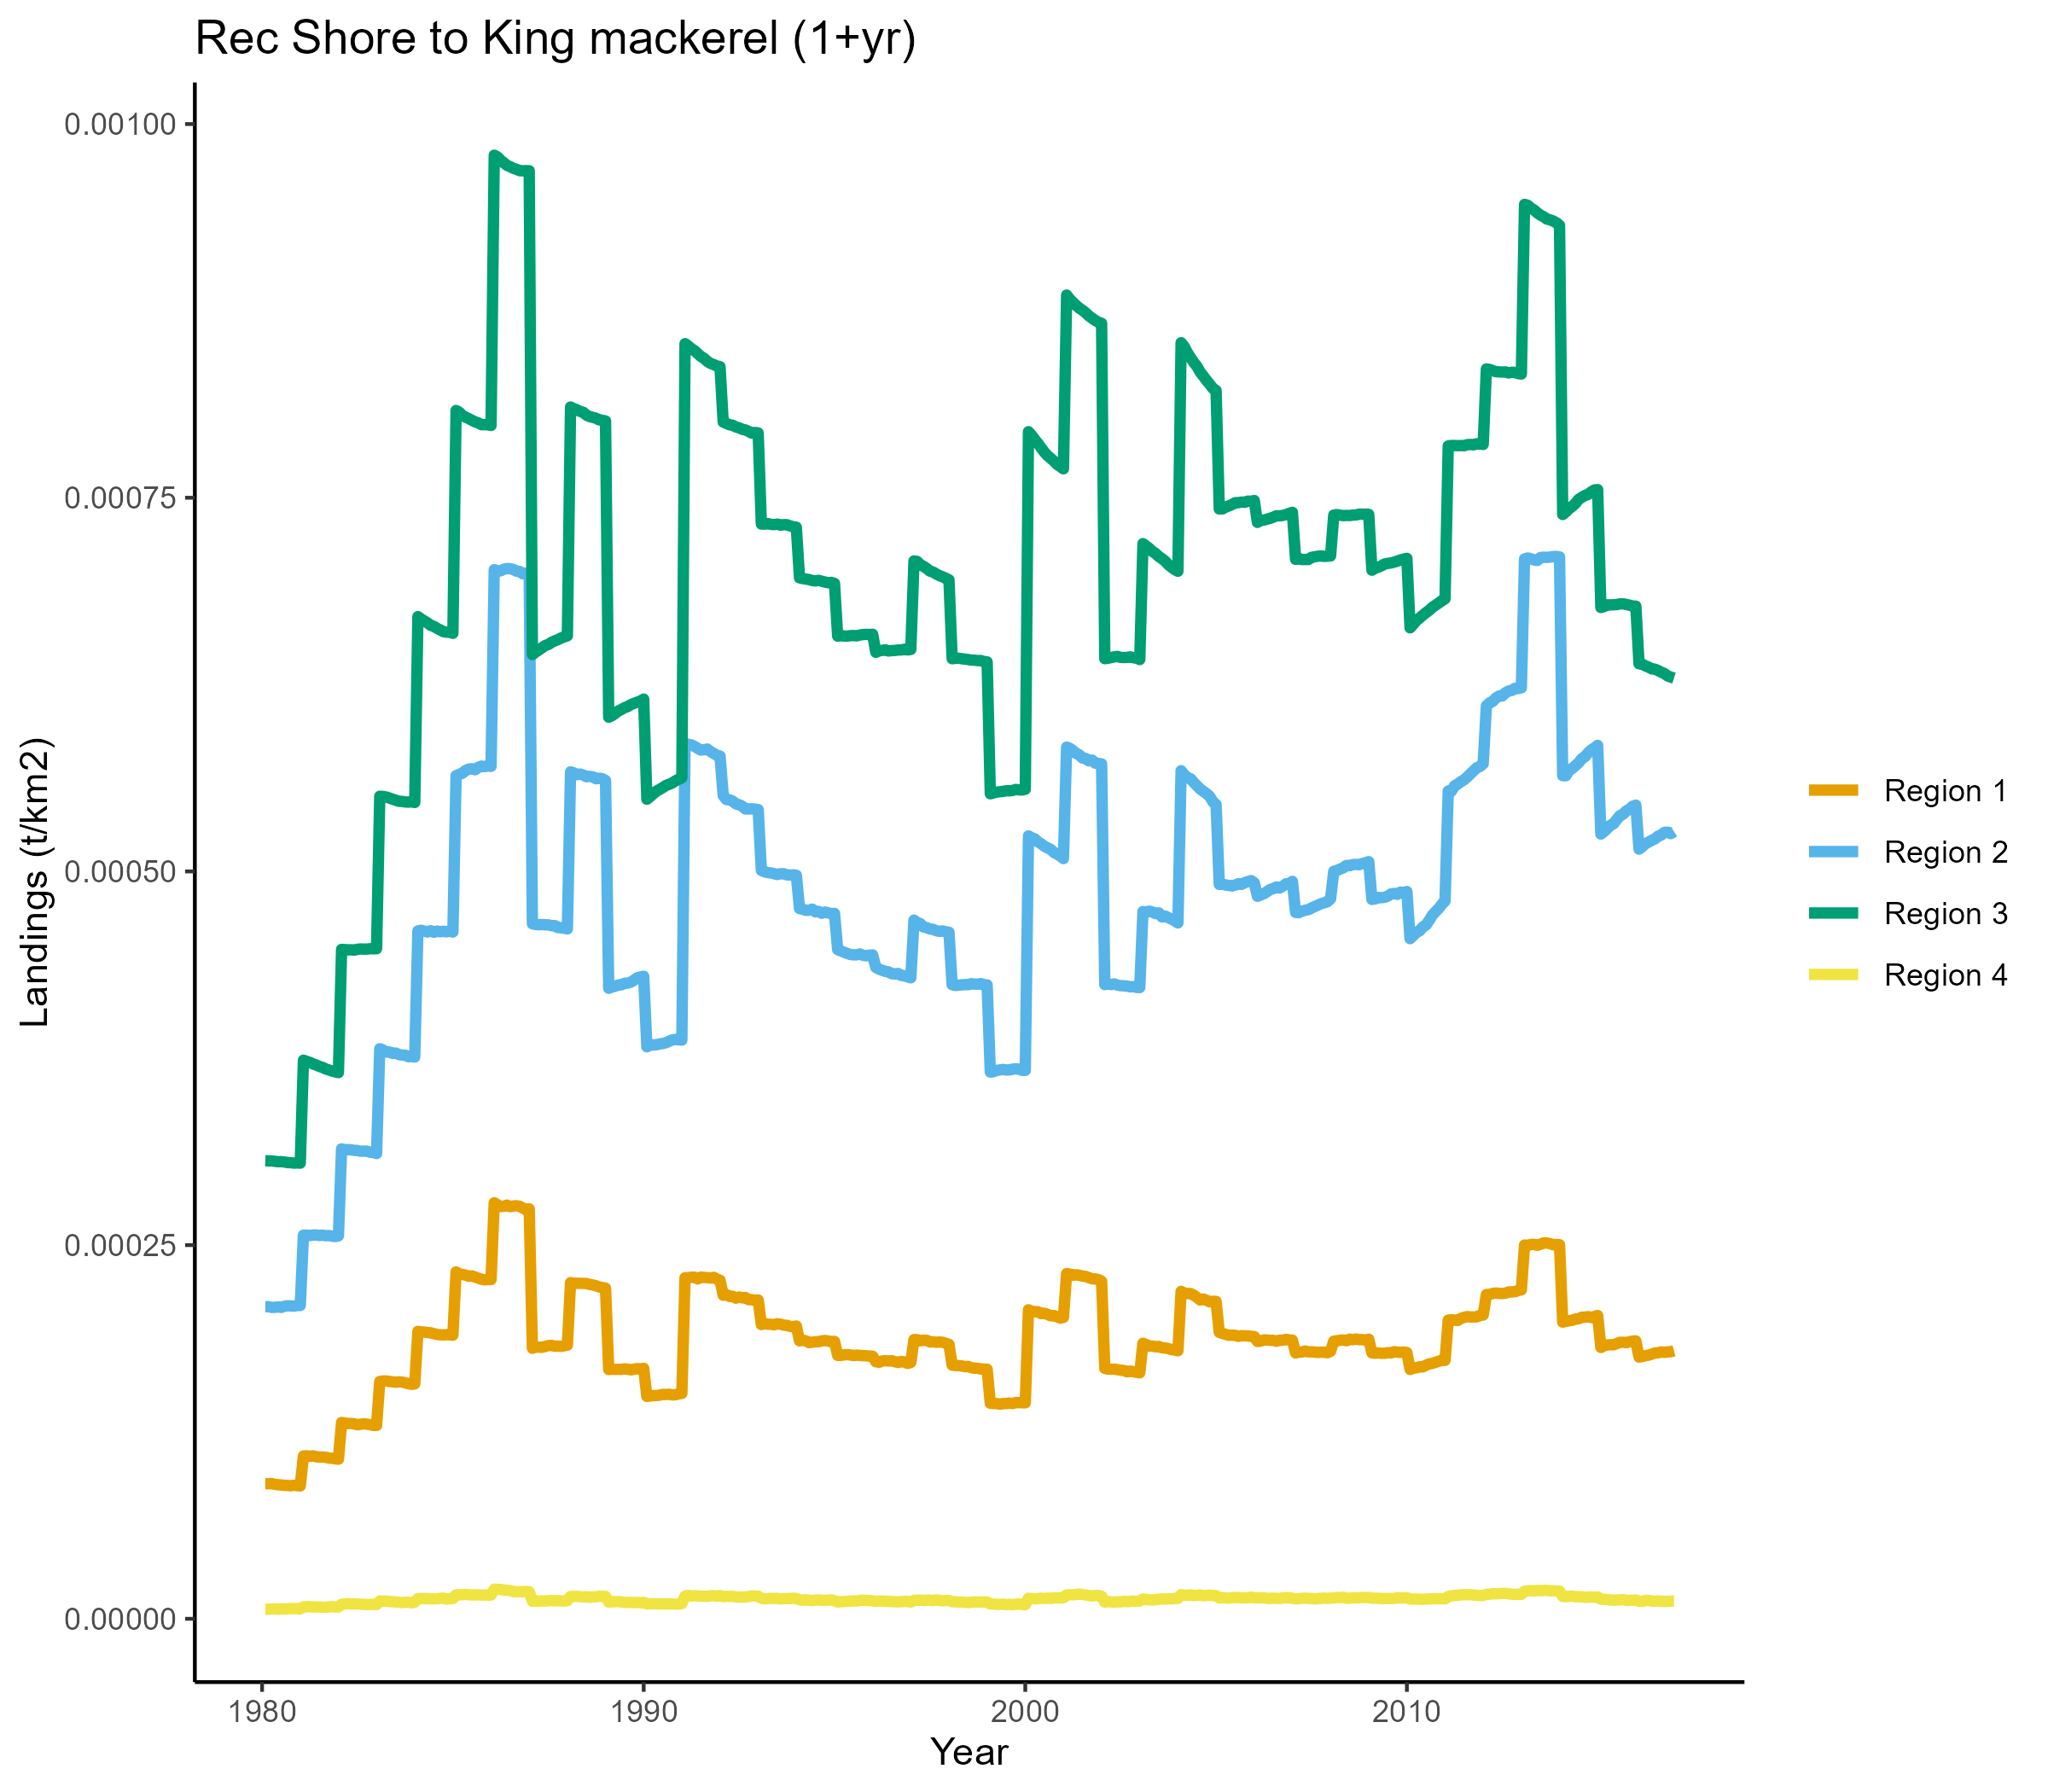 Rec Shore to King mackerel (1+yr)
Landings (t/km2)
0.00100
0.00075
0.00050
0.00025
0.00000
1980
1990
2000
2010
Year
Region 1
Region 2
Region 3
Region 4